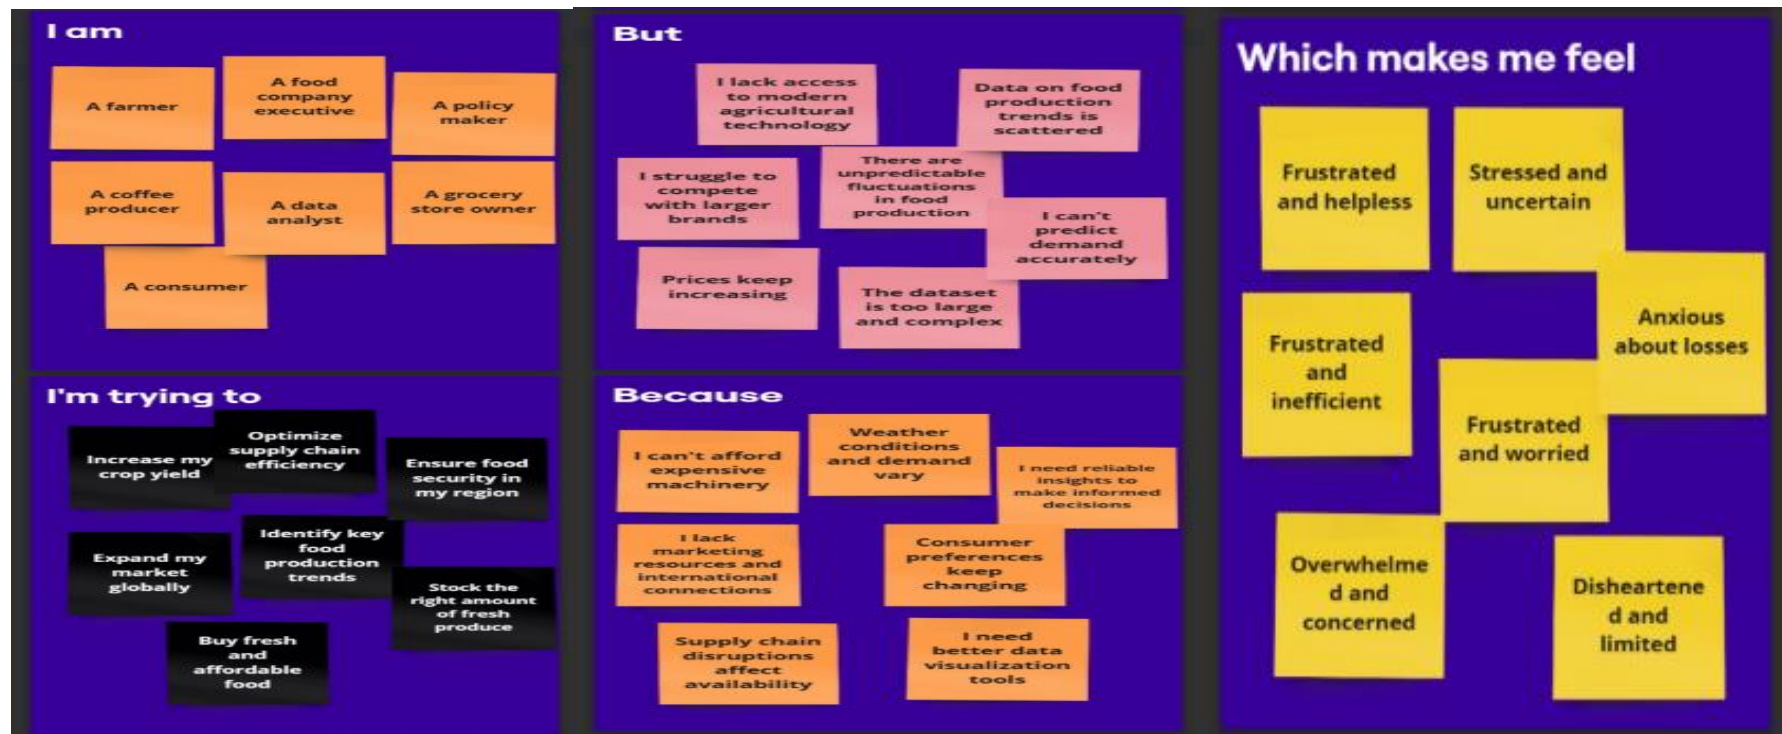 I am
A farmer
A food
company
executive
A policy
maker
A coffee
producer
A data
analyst
A grocery
store owner
A consumer
I'm trying to
Increase my
crop yield
Optimize
supply chain
efficiency
Ensure food
security in
my region
Expand my
market
globally
Identify key
food
production
trends
Stock the
right amount
of fresh
produce
Buy fresh
and
affordable
food
But
I lack access
to modern
agricultural
technology
Data on food
production
trends is
scattered
I struggle to
compete
with larger
brands
There are
unpredictable
fluctuations
in food
production
I can't
predict
demand
accurately
Prices keep
increasing
The dataset
is too large
and complex
Because
I can't afford
expensive
machinery
Weather
conditions
and demand
vary
I need reliable
insights to
make informed
decisions
I lack
marketing
resources and
international
connections
Consumer
preferences
keep
changing
Supply chain
disruptions
affect
availability
I need
better data
visualization
tools
Which makes me feel
Frustrated
and helpless
Stressed and
uncertain
Anxious
about losses
Frustrated
and
inefficient
Frustrated
and worried
Overwhelme
d and
concerned
Disheartene
d and
limited